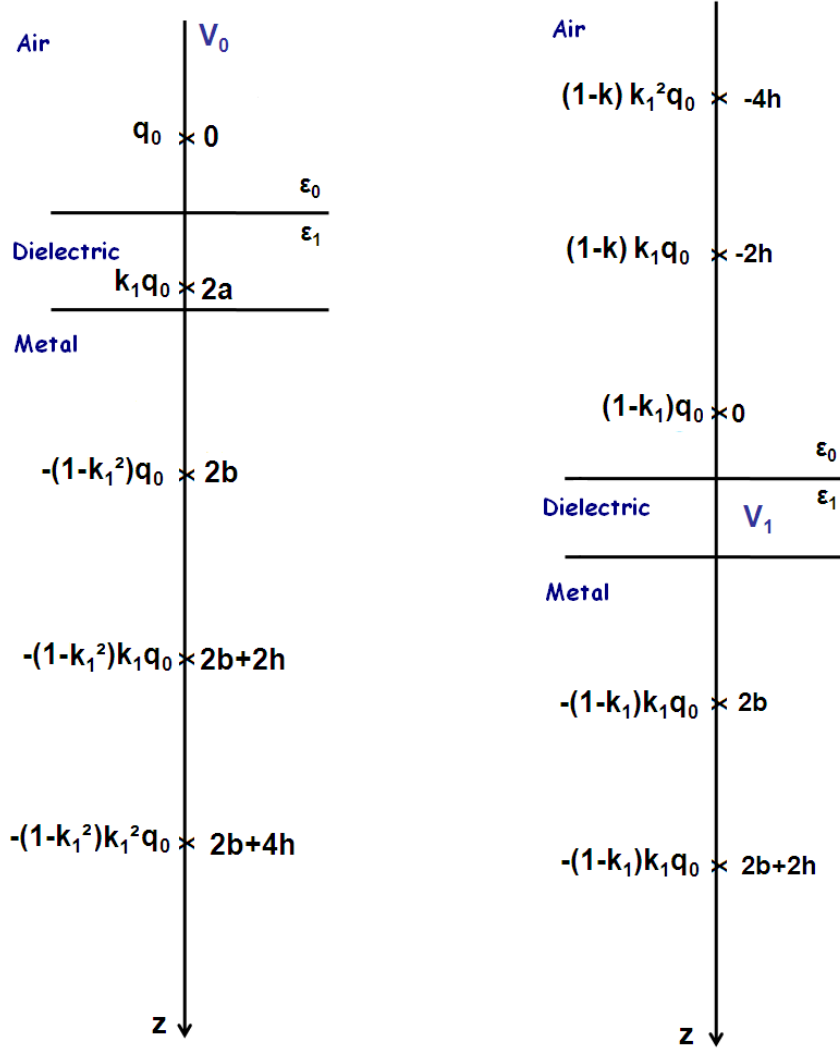 Air
V₀
q₀ 0
ε₀
ε₁
Dielectric
k₁q₀ 2a
Metal
-(1-k₁²)q₀ 2b
-(1-k₁²)k₁q₀ 2b+2h
-(1-k₁²)k₁²q₀ 2b+4h
z
Air
(1-k) k₁²q₀ -4h
(1-k) k₁q₀ -2h
(1-k₁)q₀ 0
ε₀
ε₁
Dielectric
V₁
Metal
-(1-k₁)k₁q₀ 2b
-(1-k₁)k₁q₀ 2b+2h
z